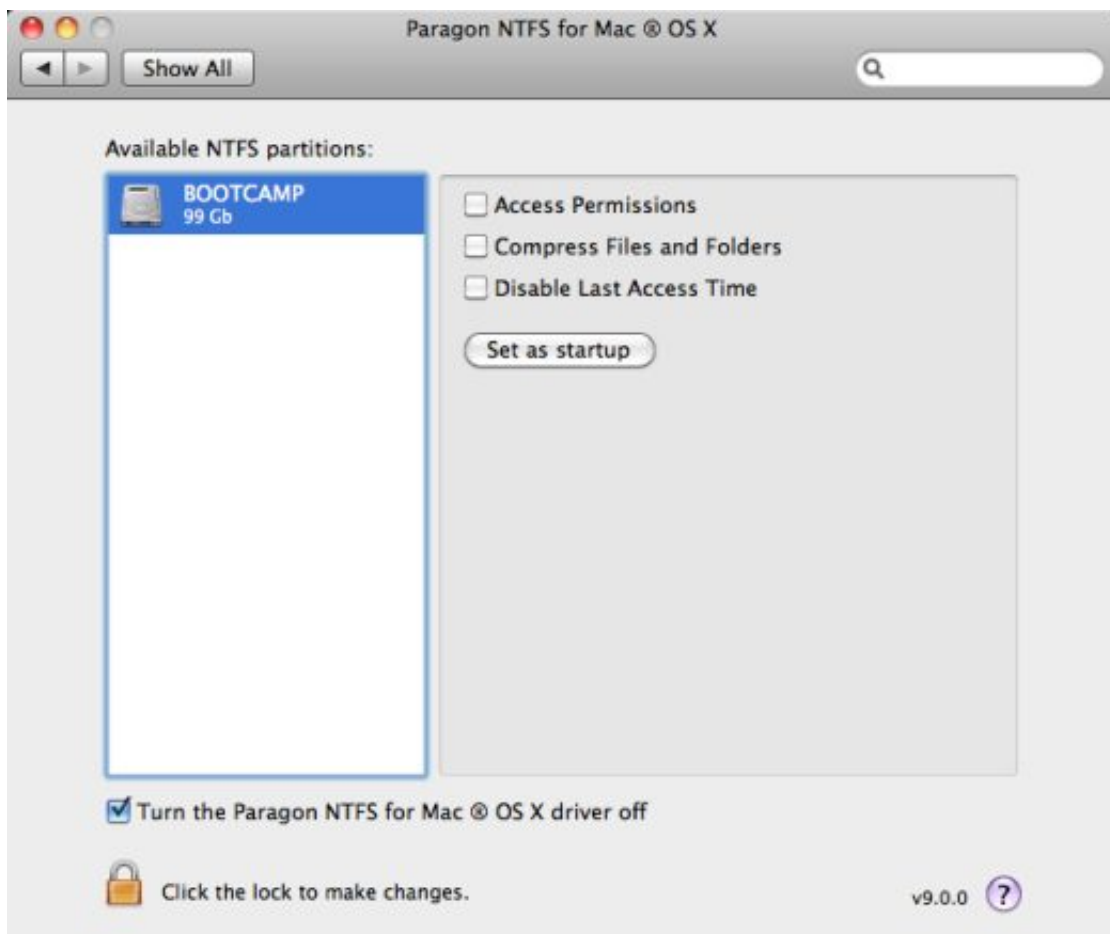 Paragon NTFS for Mac ® OS X
Show All
Available NTFS partitions:
BOOTCAMP
99 Gb
Access Permissions
Compress Files and Folders
Disable Last Access Time
Set as startup
Turn the Paragon NTFS for Mac ® OS X driver off
Click the lock to make changes.
v9.0.0 ?